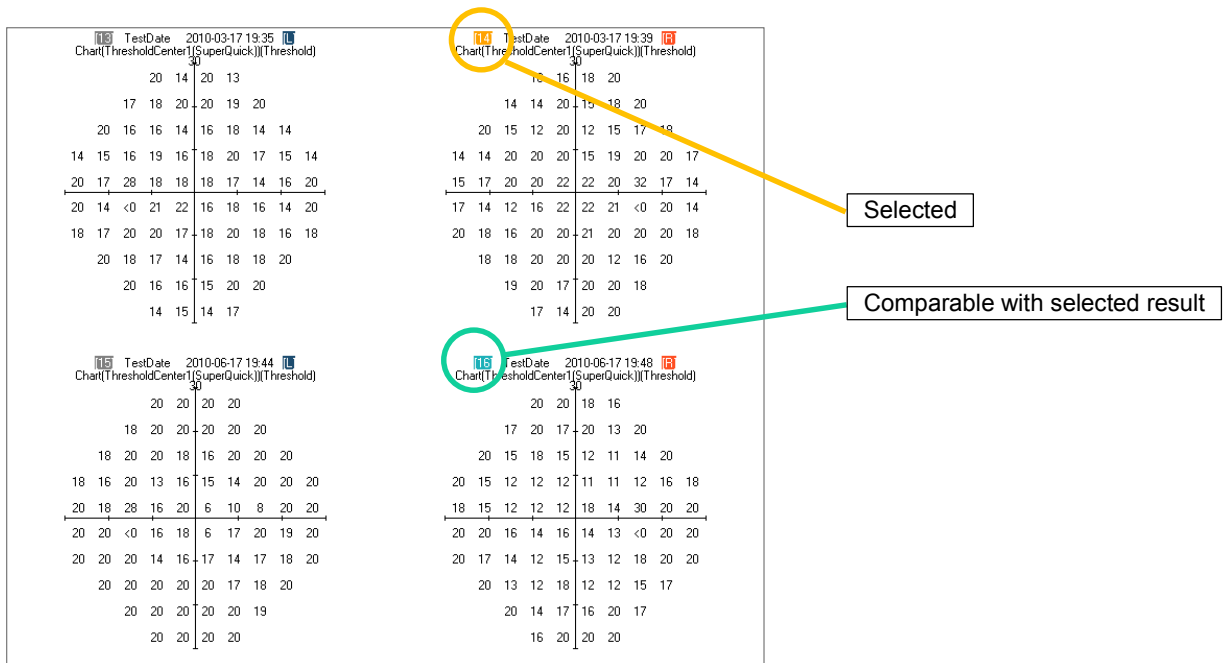 [13] TestDate 2010-03-17 19:35 [L]
Chart(ThresholdCenter1(SuperQuick))(Threshold)
30
20 14 20 13
17 18 20 20 19 20
20 16 16 14 16 18 14 14
14 15 16 19 16 18 20 17 15 14
20 17 28 18 18 18 17 14 16 20
20 14 <0 21 22 16 18 16 14 20
18 17 20 20 17 18 20 18 16 18
20 18 17 14 16 18 18 20
20 16 16 15 20 20
14 15 14 17
[14] TestDate 2010-03-17 19:39 [R]
Chart(ThresholdCenter1(SuperQuick))(Threshold)
30
16 18 20
14 14 20 15 18 20
20 15 12 20 12 15 17 18
14 14 20 20 20 15 19 20 20 17
15 17 20 20 22 22 20 32 17 14
17 14 12 16 22 22 21 <0 20 14
20 18 16 20 20 21 20 20 20 18
18 18 20 20 20 12 16 20
19 20 17 20 20 18
17 14 20 20
Selected
Comparable with selected result
[15] TestDate 2010-06-17 19:44 [L]
Chart(ThresholdCenter1(SuperQuick))(Threshold)
30
20 20 20 20
18 20 20 20 20 20
18 20 20 18 16 20 20 20
18 16 20 13 16 15 14 20 20 20
20 18 28 16 20 6 10 8 20 20
20 20 <0 16 18 6 17 20 19 20
20 20 20 14 16 17 14 17 18 20
20 20 20 20 20 17 18 20
20 20 20 20 20 19
20 20 20 20
[16] TestDate 2010-06-17 19:48 [R]
Chart(ThresholdCenter1(SuperQuick))(Threshold)
30
20 20 18 16
17 20 17 20 13 20
20 15 18 15 12 11 14 20
20 15 12 12 12 11 11 12 16 18
18 15 12 12 12 18 14 30 20 20
20 20 16 14 16 14 13 <0 20 20
20 17 14 12 15 13 12 18 20 20
20 13 12 18 12 12 15 17
20 14 17 16 20 17
16 20 20 20